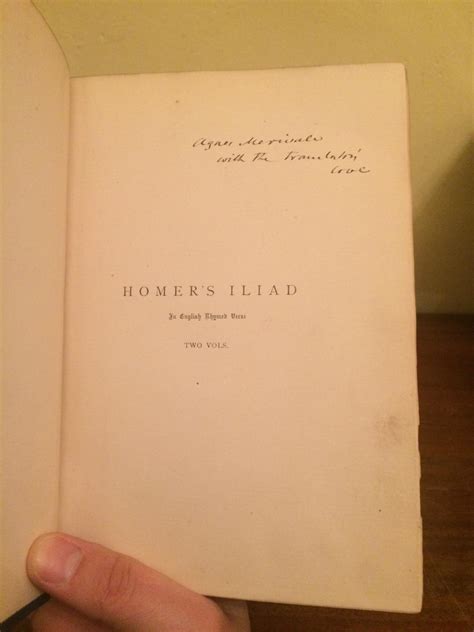 Agnes Merivale
with the translator's
love
HOMER'S ILIAD
In English Rhymed Verse
TWO VOLS.